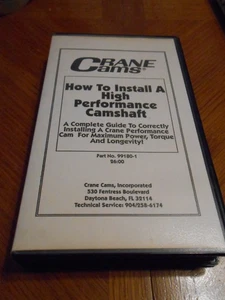 CRANE
Cams®
How To Install A
High
Performance
Camshaft
A Complete Guide To Correctly
Installing A Crane Performance
Cam For Maximum Power, Torque
And Longevity!
Part No. 99180-1
$6.00
Crane Cams, Incorporated
530 Fentress Boulevard
Daytona Beach, FL 32114
Technical Service: 904/258-6174